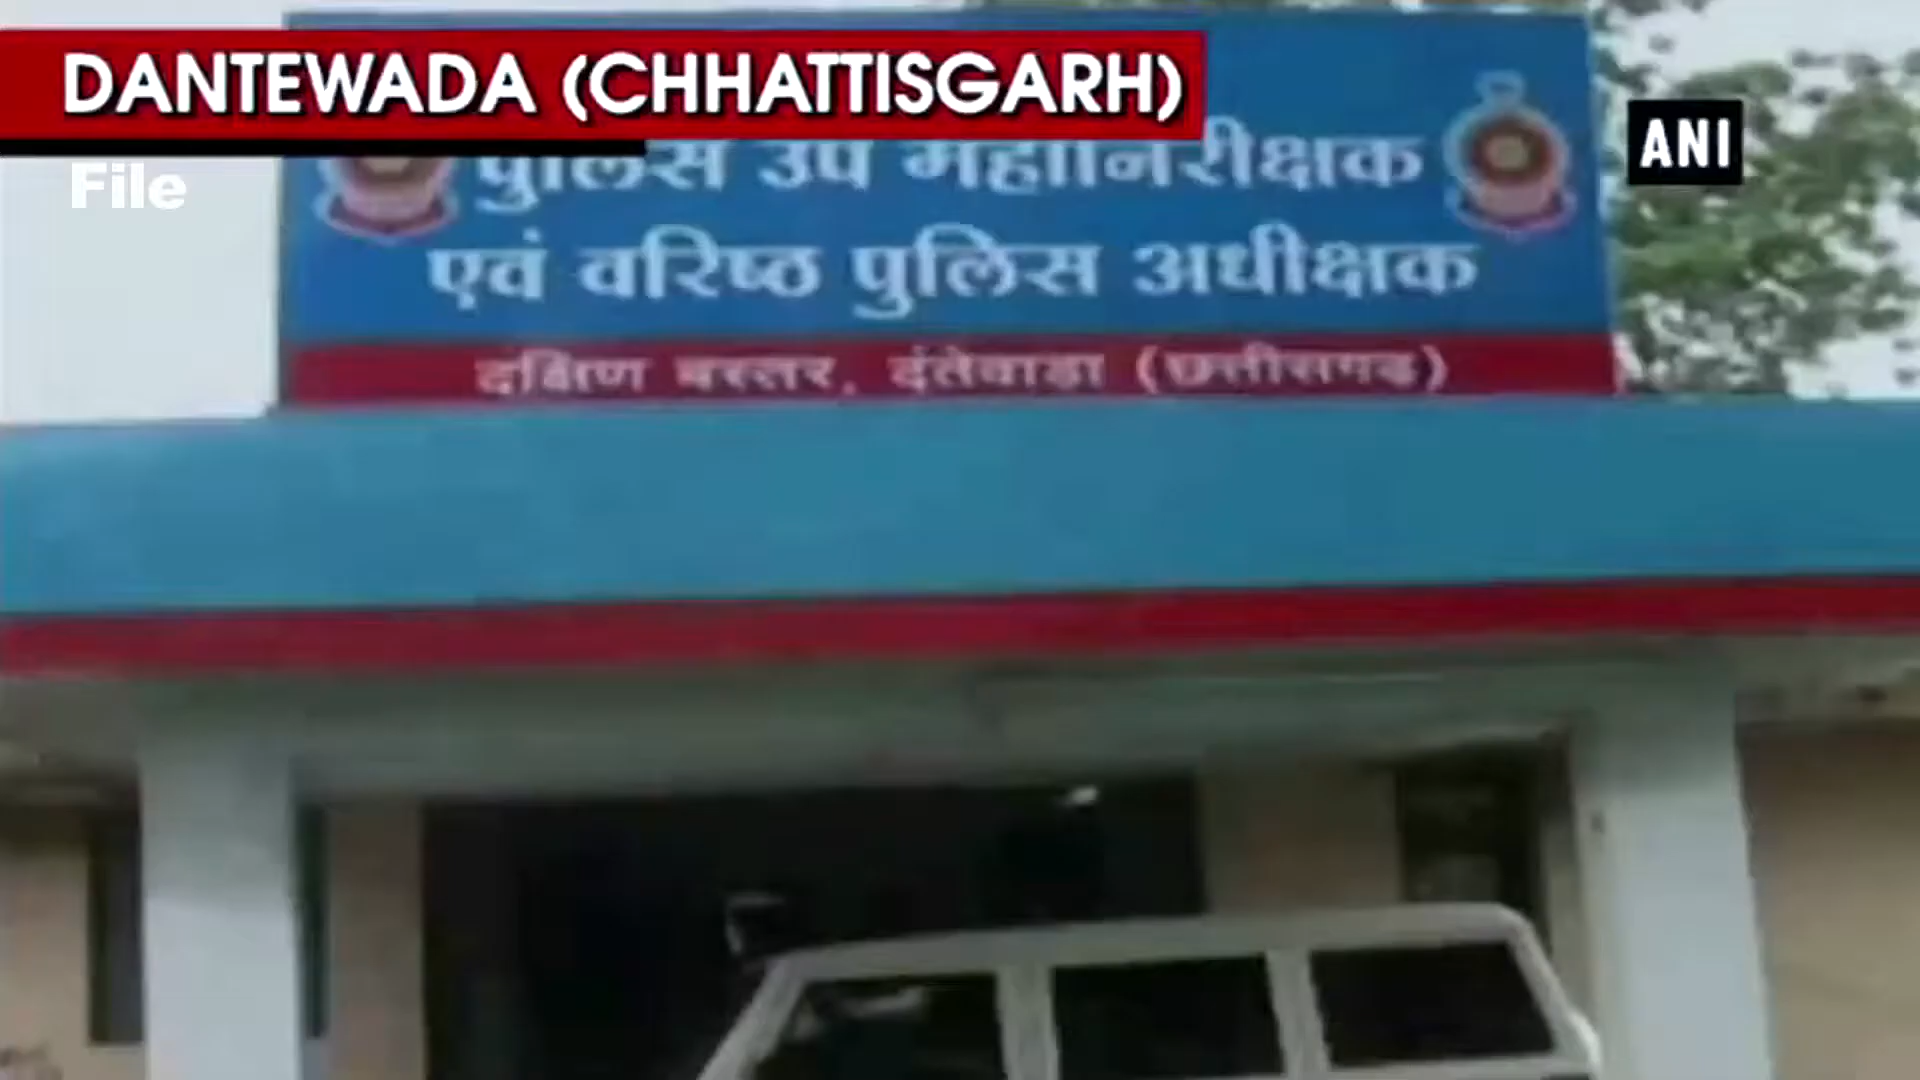 DANTEWADA (CHHATTISGARH)
ANI
File
पुलिस उप महानिरीक्षक
एवं वरिष्ठ पुलिस अधीक्षक
दक्षिण बस्तर, दंतेवाडा (छत्तीसगढ)